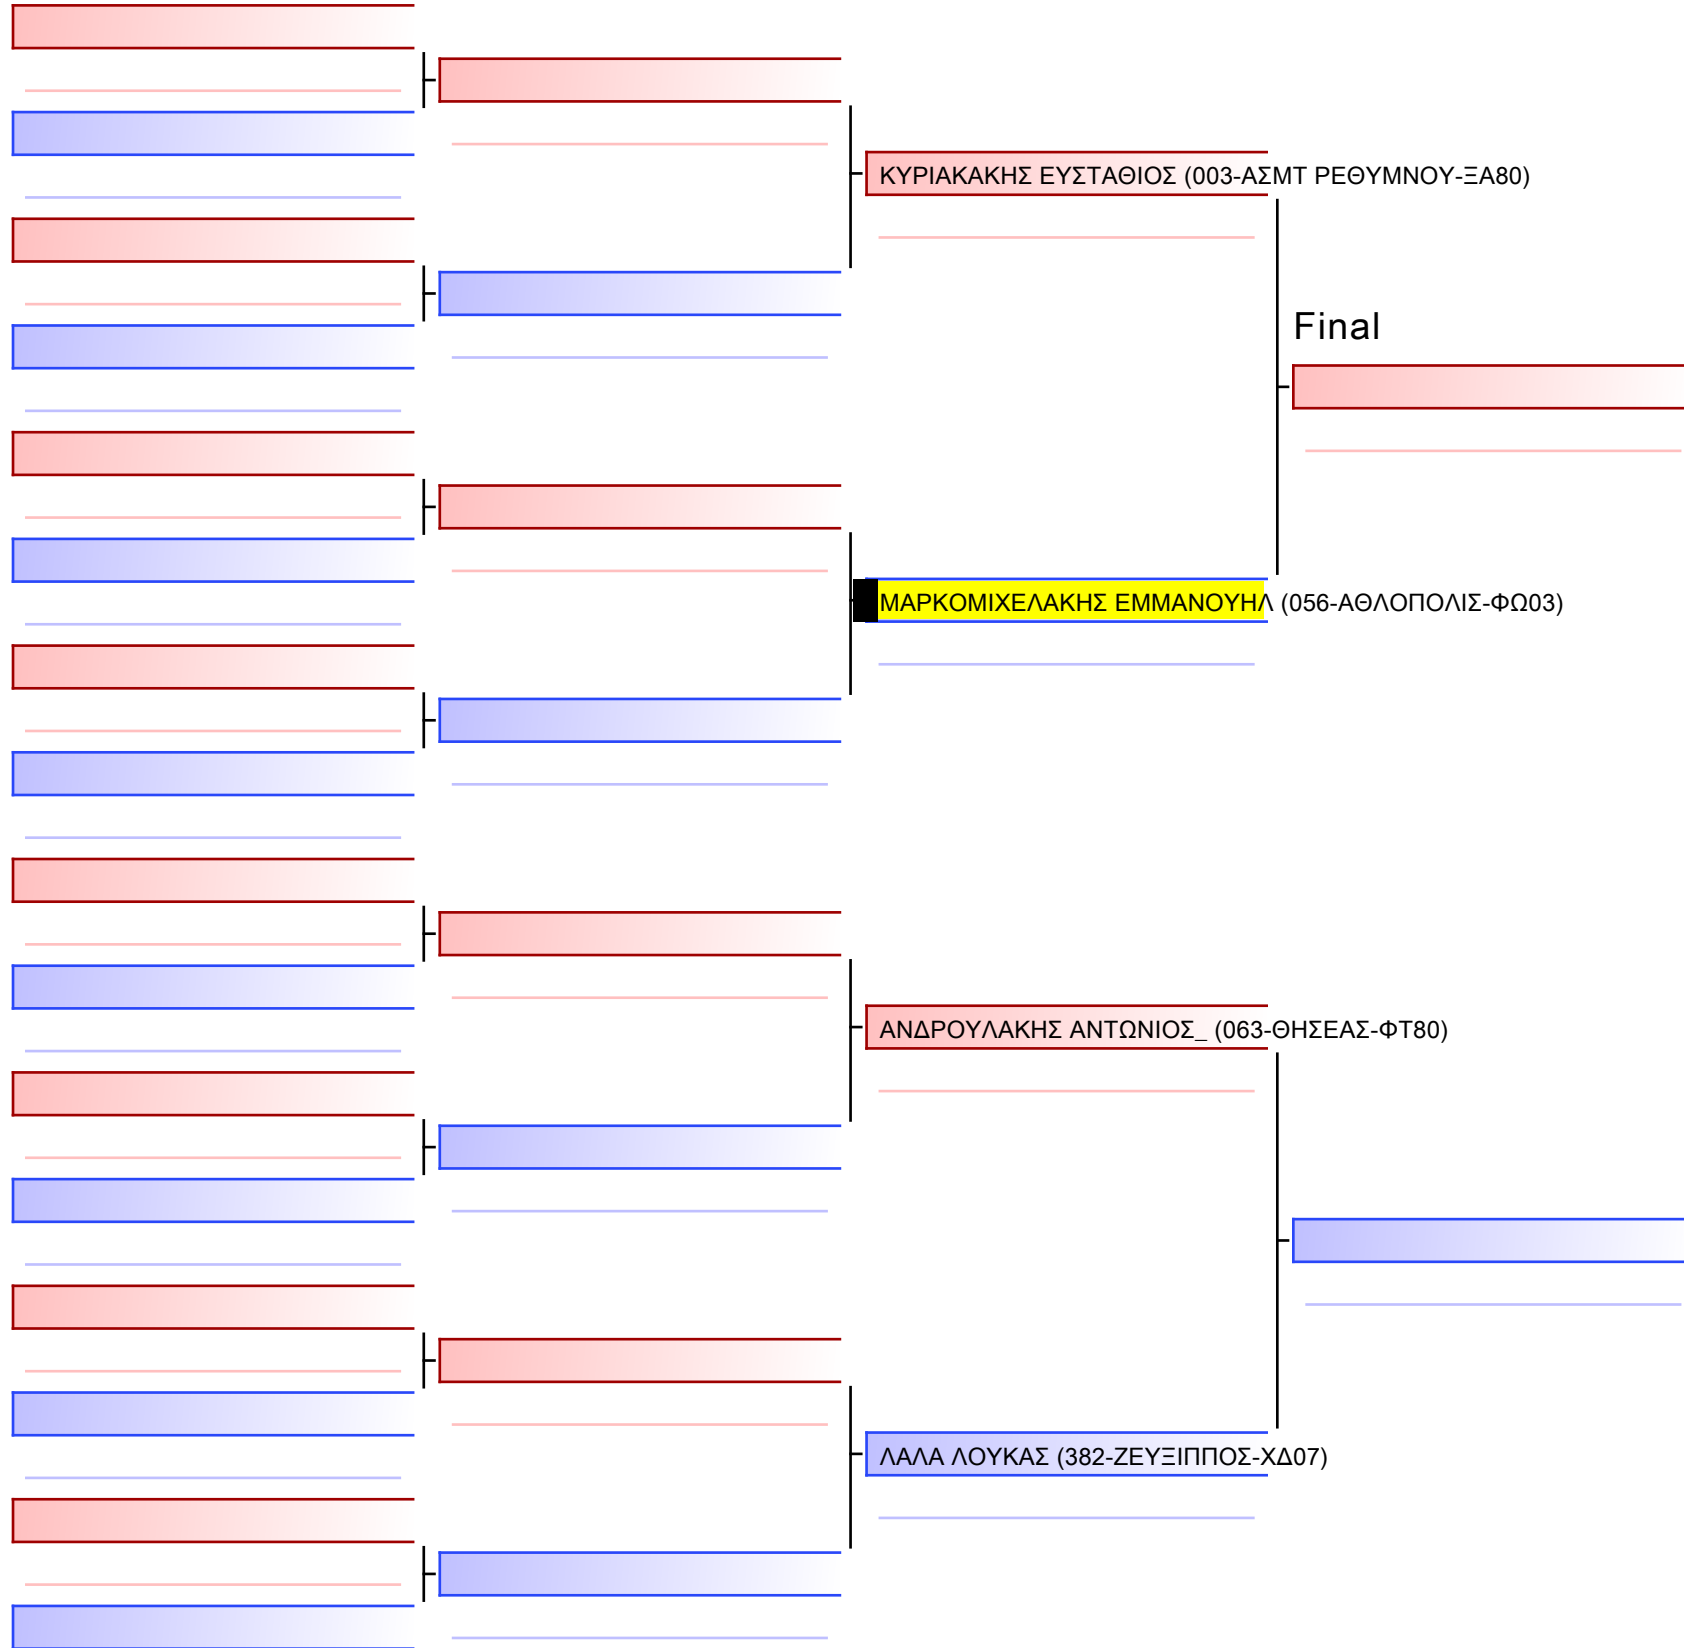 ΚΥΡΙΑΚΑΚΗΣ ΕΥΣΤΑΘΙΟΣ (003-ΑΣΜΤ ΡΕΘΥΜΝΟΥ-ΞΑ80)
Final
ΜΑΡΚΟΜΙΧΕΛΑΚΗΣ ΕΜΜΑΝΟΥΗΛ (056-ΑΘΛΟΠΟΛΙΣ-ΦΩ03)
ΑΝΔΡΟΥΛΑΚΗΣ ΑΝΤΩΝΙΟΣ_ (063-ΘΗΣΕΑΣ-ΦΤ80)
ΛΑΛΑ ΛΟΥΚΑΣ (382-ΖΕΥΞΙΠΠΟΣ-ΧΔ07)